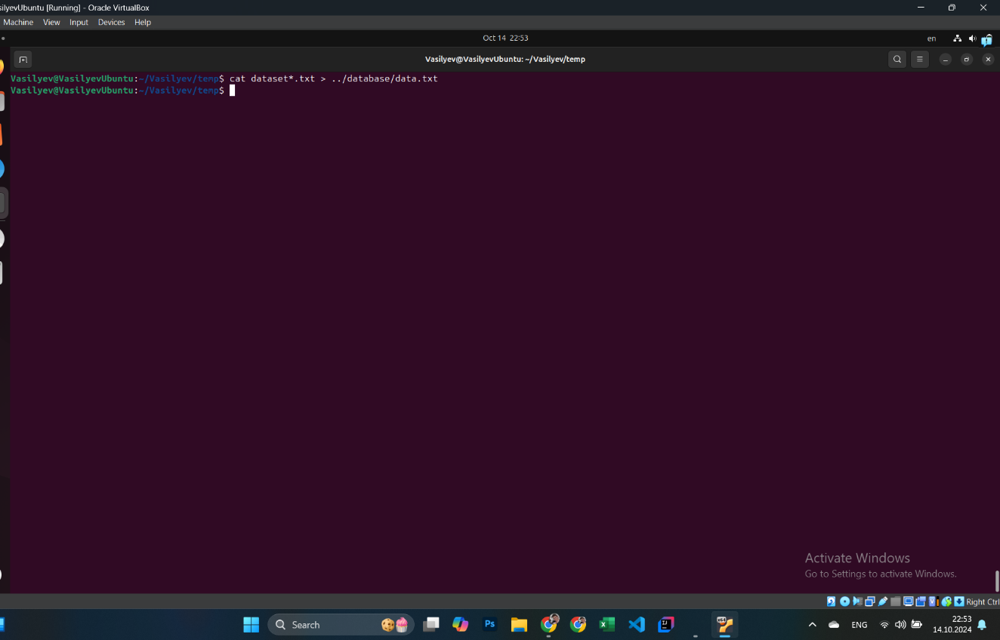 silyevUbuntu [Running] - Oracle VirtualBox
Machine View Input Devices Help
Oct 14 22:53
en
Vasilyev@VasilyevUbuntu: ~/Vasilyev/temp
Vasilyev@VasilyevUbuntu:~/Vasilyev/temp$ cat dataset*.txt > ../database/data.txt
Vasilyev@VasilyevUbuntu:~/Vasilyev/temp$
Activate Windows
Go to Settings to activate Windows.
Right Ctrl
Search
Ps
ENG
22:53
14.10.2024